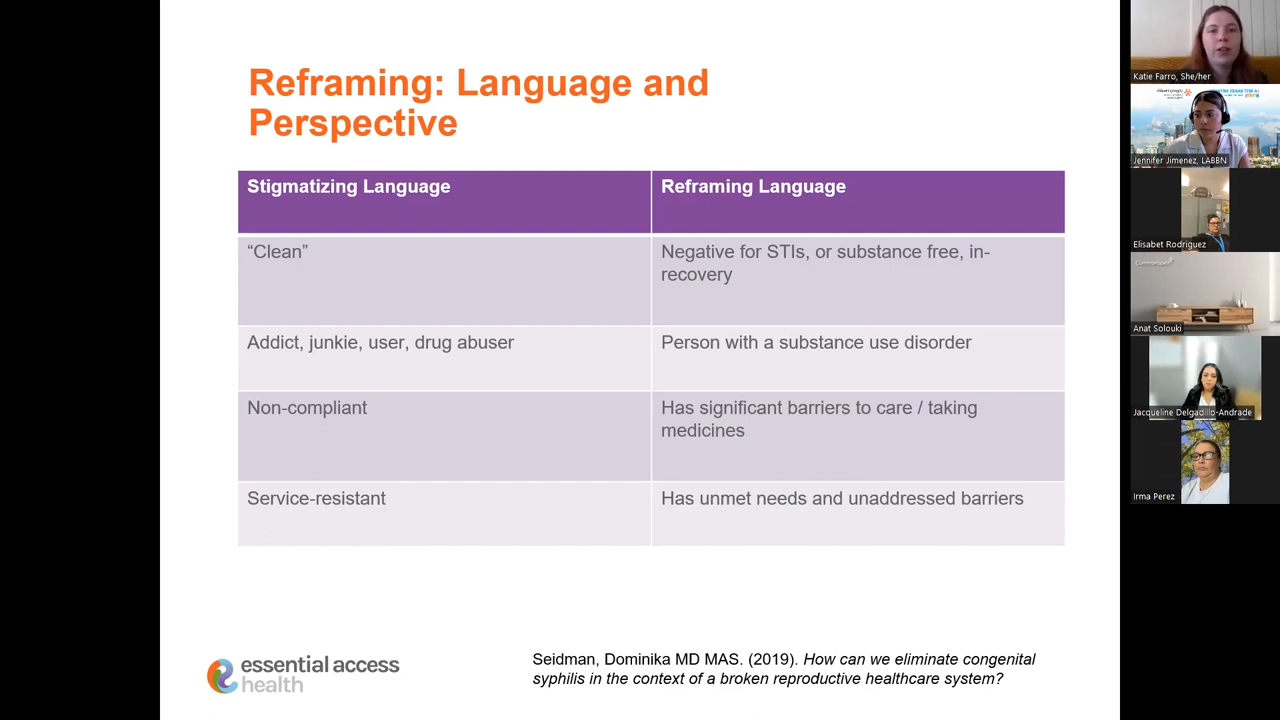 Reframing: Language and
Perspective
Stigmatizing Language
Reframing Language
“Clean”
Negative for STIs, or substance free, in-
recovery
Addict, junkie, user, drug abuser
Person with a substance use disorder
Non-compliant
Has significant barriers to care / taking
medicines
Service-resistant
Has unmet needs and unaddressed barriers
essential access
health
Seidman, Dominika MD MAS. (2019). How can we eliminate congenital
syphilis in the context of a broken reproductive healthcare system?
Katie Farro, She/her
Jennifer Jimenez, LABBN
Elisabet Rodriguez
Anat Solouki
Jacqueline Delgadillo-Andrade
Irma Perez